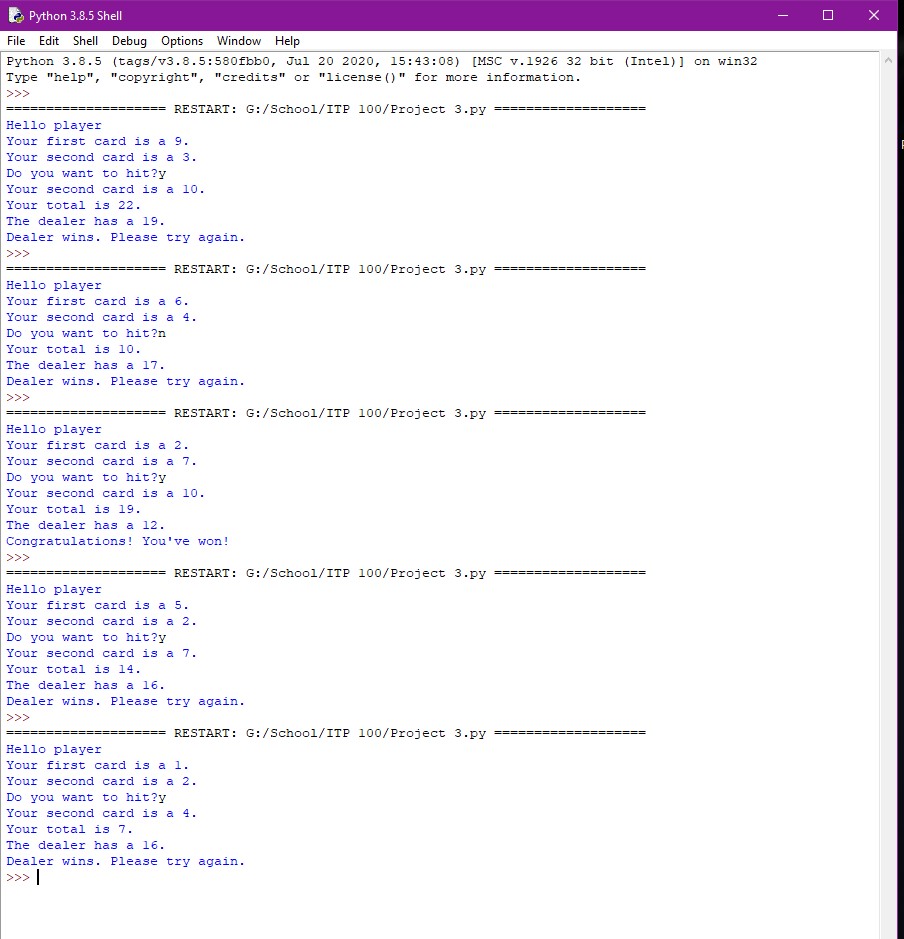 Python 3.8.5 Shell
File Edit Shell Debug Options Window Help
Python 3.8.5 (tags/v3.8.5:580fbb0, Jul 20 2020, 15:43:08) [MSC v.1926 32 bit (Intel)] on win32
Type "help", "copyright", "credits" or "license()" for more information.
>>>
==================== RESTART: G:/School/ITP 100/Project 3.py ===================
Hello player
Your first card is a 9.
Your second card is a 3.
Do you want to hit?y
Your second card is a 10.
Your total is 22.
The dealer has a 19.
Dealer wins. Please try again.
>>>
==================== RESTART: G:/School/ITP 100/Project 3.py ===================
Hello player
Your first card is a 6.
Your second card is a 4.
Do you want to hit?n
Your total is 10.
The dealer has a 17.
Dealer wins. Please try again.
>>>
==================== RESTART: G:/School/ITP 100/Project 3.py ===================
Hello player
Your first card is a 2.
Your second card is a 7.
Do you want to hit?y
Your second card is a 10.
Your total is 19.
The dealer has a 12.
Congratulations! You've won!
>>>
==================== RESTART: G:/School/ITP 100/Project 3.py ===================
Hello player
Your first card is a 5.
Your second card is a 2.
Do you want to hit?y
Your second card is a 7.
Your total is 14.
The dealer has a 16.
Dealer wins. Please try again.
>>>
==================== RESTART: G:/School/ITP 100/Project 3.py ===================
Hello player
Your first card is a 1.
Your second card is a 2.
Do you want to hit?y
Your second card is a 4.
Your total is 7.
The dealer has a 16.
Dealer wins. Please try again.
>>>